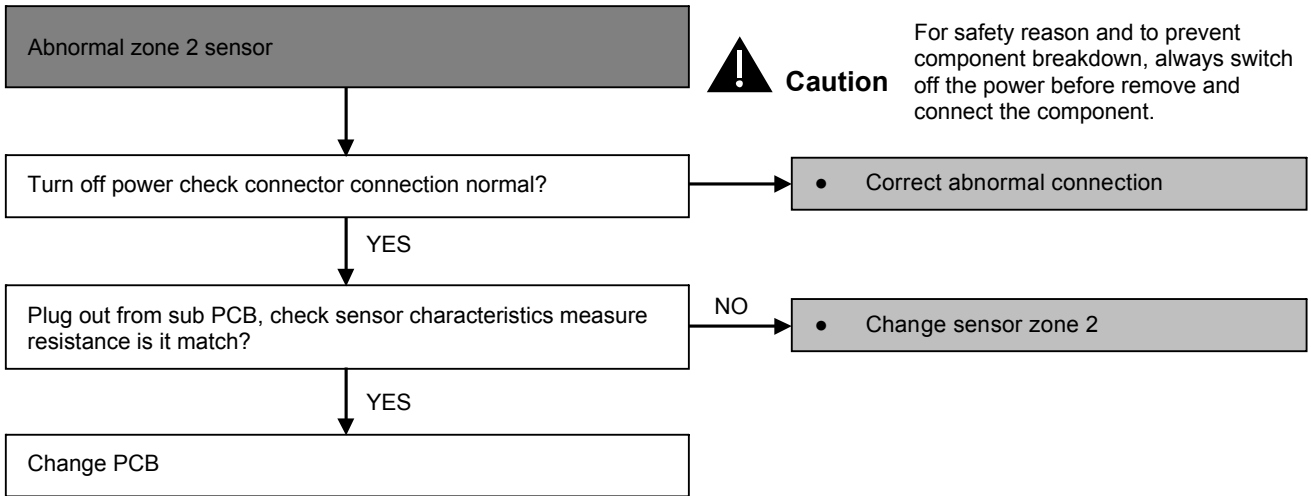 Abnormal zone 2 sensor
Caution
For safety reason and to prevent
component breakdown, always switch
off the power before remove and
connect the component.
Turn off power check connector connection normal?
● Correct abnormal connection
YES
Plug out from sub PCB, check sensor characteristics measure
resistance is it match?
NO
● Change sensor zone 2
YES
Change PCB